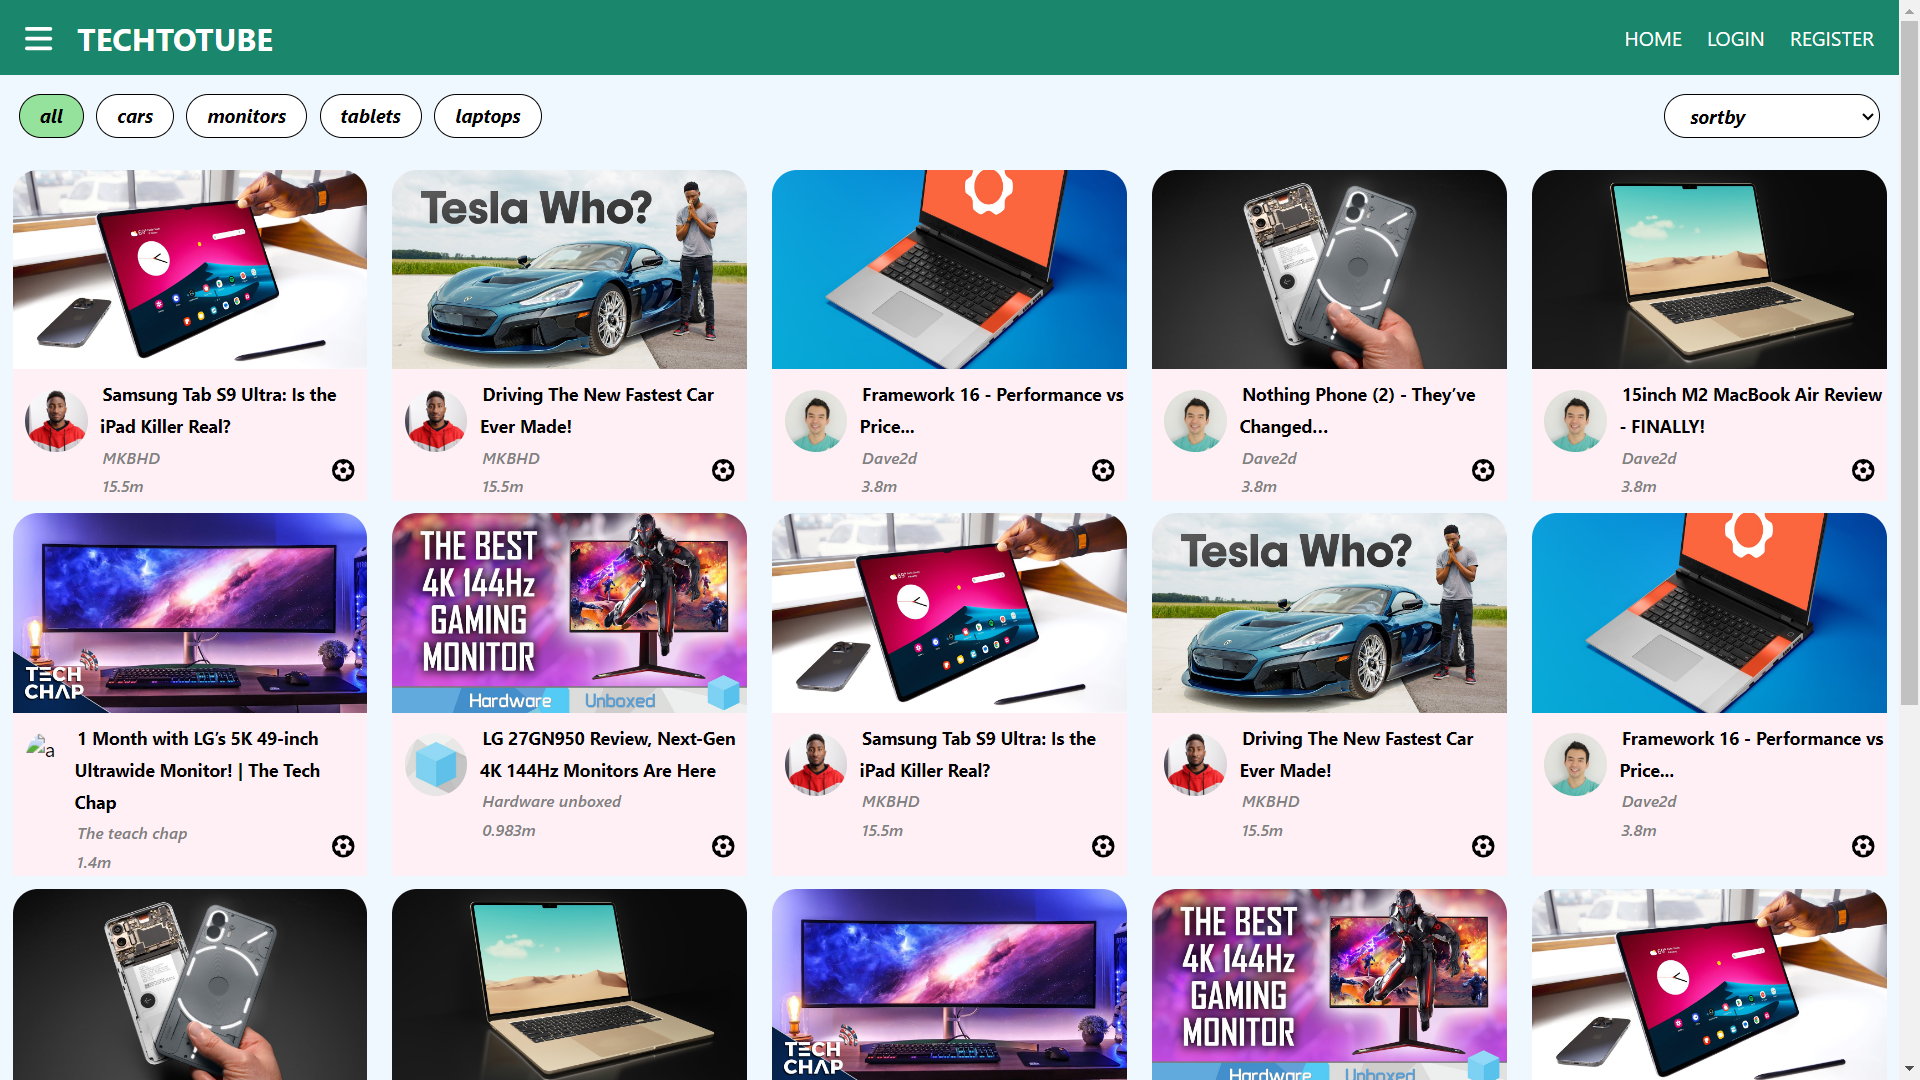 TECHTOTUBE
HOME LOGIN REGISTER
all cars monitors tablets laptops
sortby
Tesla Who?
Samsung Tab S9 Ultra: Is the
iPad Killer Real?
MKBHD
15.5m
Driving The New Fastest Car
Ever Made!
MKBHD
15.5m
Framework 16 - Performance vs
Price...
Dave2d
3.8m
Nothing Phone (2) - They’ve
Changed...
Dave2d
3.8m
15inch M2 MacBook Air Review
- FINALLY!
Dave2d
3.8m
TECH
CHAP
THE BEST
4K 144Hz
GAMING
MONITOR
Hardware Unboxed
Tesla Who?
a
1 Month with LG’s 5K 49-inch
Ultrawide Monitor! | The Tech
Chap
The teach chap
1.4m
LG 27GN950 Review, Next-Gen
4K 144Hz Monitors Are Here
Hardware unboxed
0.983m
Samsung Tab S9 Ultra: Is the
iPad Killer Real?
MKBHD
15.5m
Driving The New Fastest Car
Ever Made!
MKBHD
15.5m
Framework 16 - Performance vs
Price...
Dave2d
3.8m
TECH
CHAP
THE BEST
4K 144Hz
GAMING
MONITOR
Hardware Unboxed